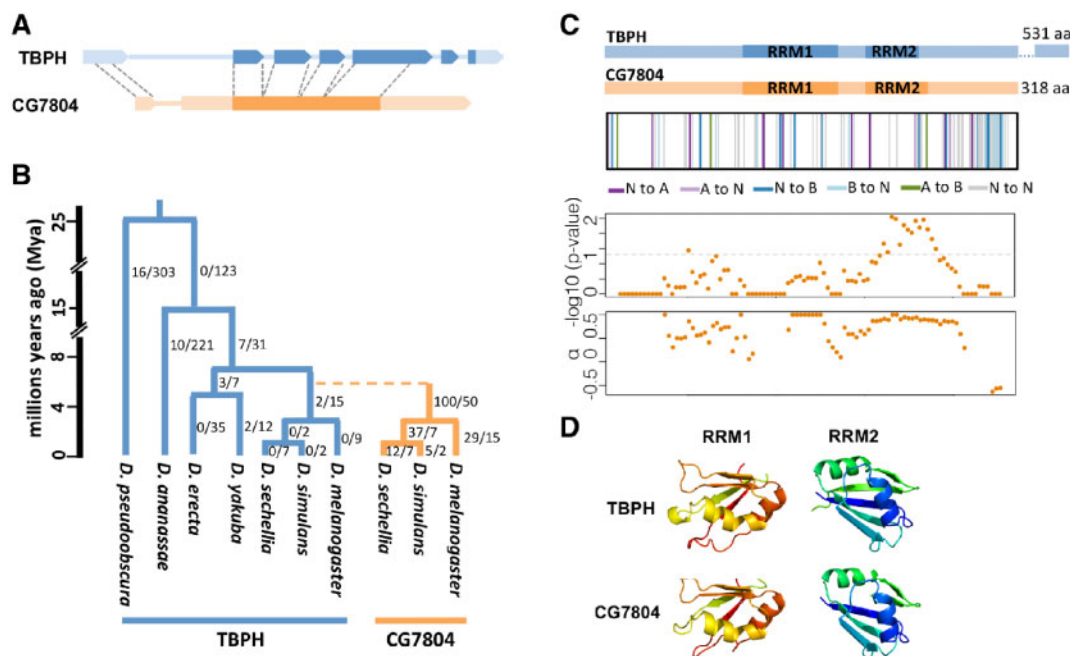 A
TBPH
CG7804
B
millions years ago (Mya)
25
15
8
4
0
16/303
0/123
10/221
7/31
3/7
2/15
100/50
0/35
2/12
0/2
0/9
37/7
29/15
0/7
0/2
12/7
5/2
D. pseudoobscura
D. ananassae
D. erecta
D. yakuba
D. sechellia
D. simulans
D. melanogaster
D. sechellia
D. simulans
D. melanogaster
TBPH
CG7804
C
TBPH
531 aa
RRM1
RRM2
CG7804
RRM1
RRM2
318 aa
N to A
A to N
N to B
B to N
A to B
N to N
-log10 (p-value)
2
1
0
α
0.5
0.0
-0.5
D
RRM1
RRM2
TBPH
CG7804